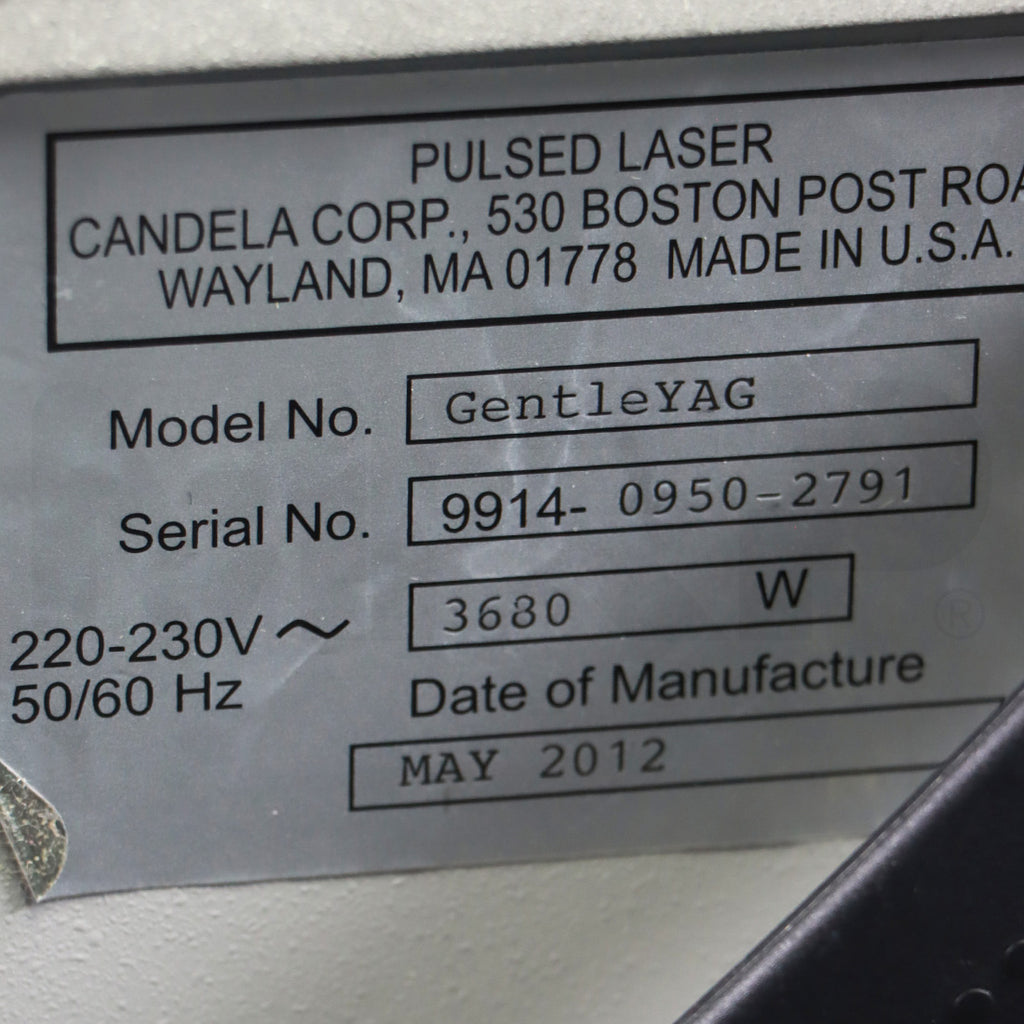 PULSED LASER
CANDELA CORP., 530 BOSTON POST ROA
WAYLAND, MA 01778 MADE IN U.S.A.
Model No. GentleYAG
Serial No. 9914- 0950-2791
220-230V ~ 3680 W
50/60 Hz
Date of Manufacture
MAY 2012
®